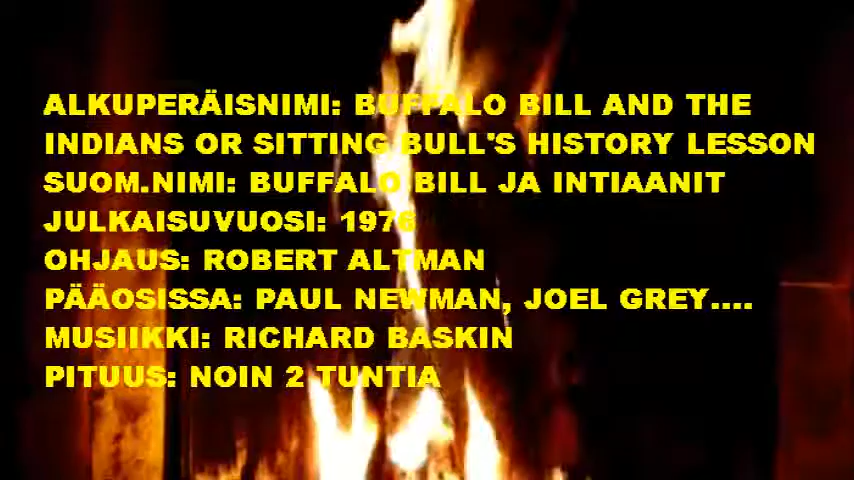 ALKUPERÄISNIMI: BUFFALO BILL AND THE
INDIANS OR SITTING BULL'S HISTORY LESSON
SUOM.NIMI: BUFFALO BILL JA INTIAANIT
JULKAISUVUOSI: 1976
OHJAUS: ROBERT ALTMAN
PÄÄOSISSA: PAUL NEWMAN, JOEL GREY....
MUSIIKKI: RICHARD BASKIN
PITUUS: NOIN 2 TUNTIA